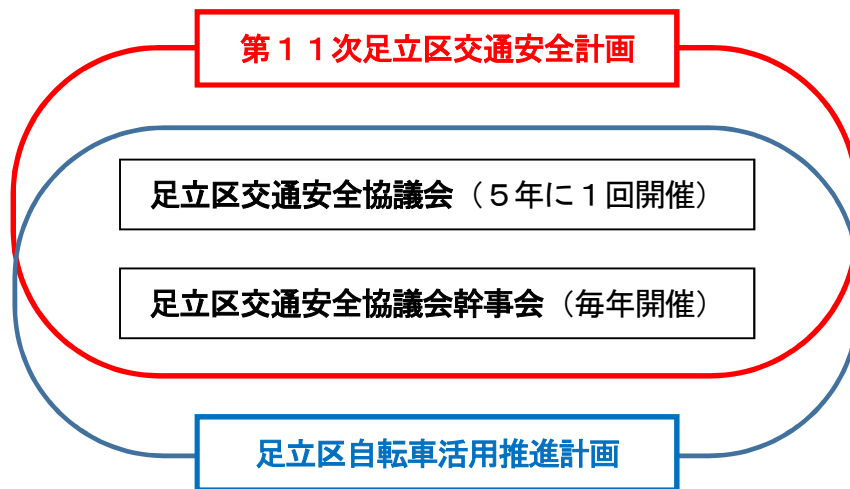 第１１次足立区交通安全計画
足立区交通安全協議会（５年に１回開催）
足立区交通安全協議会幹事会（毎年開催）
足立区自転車活用推進計画